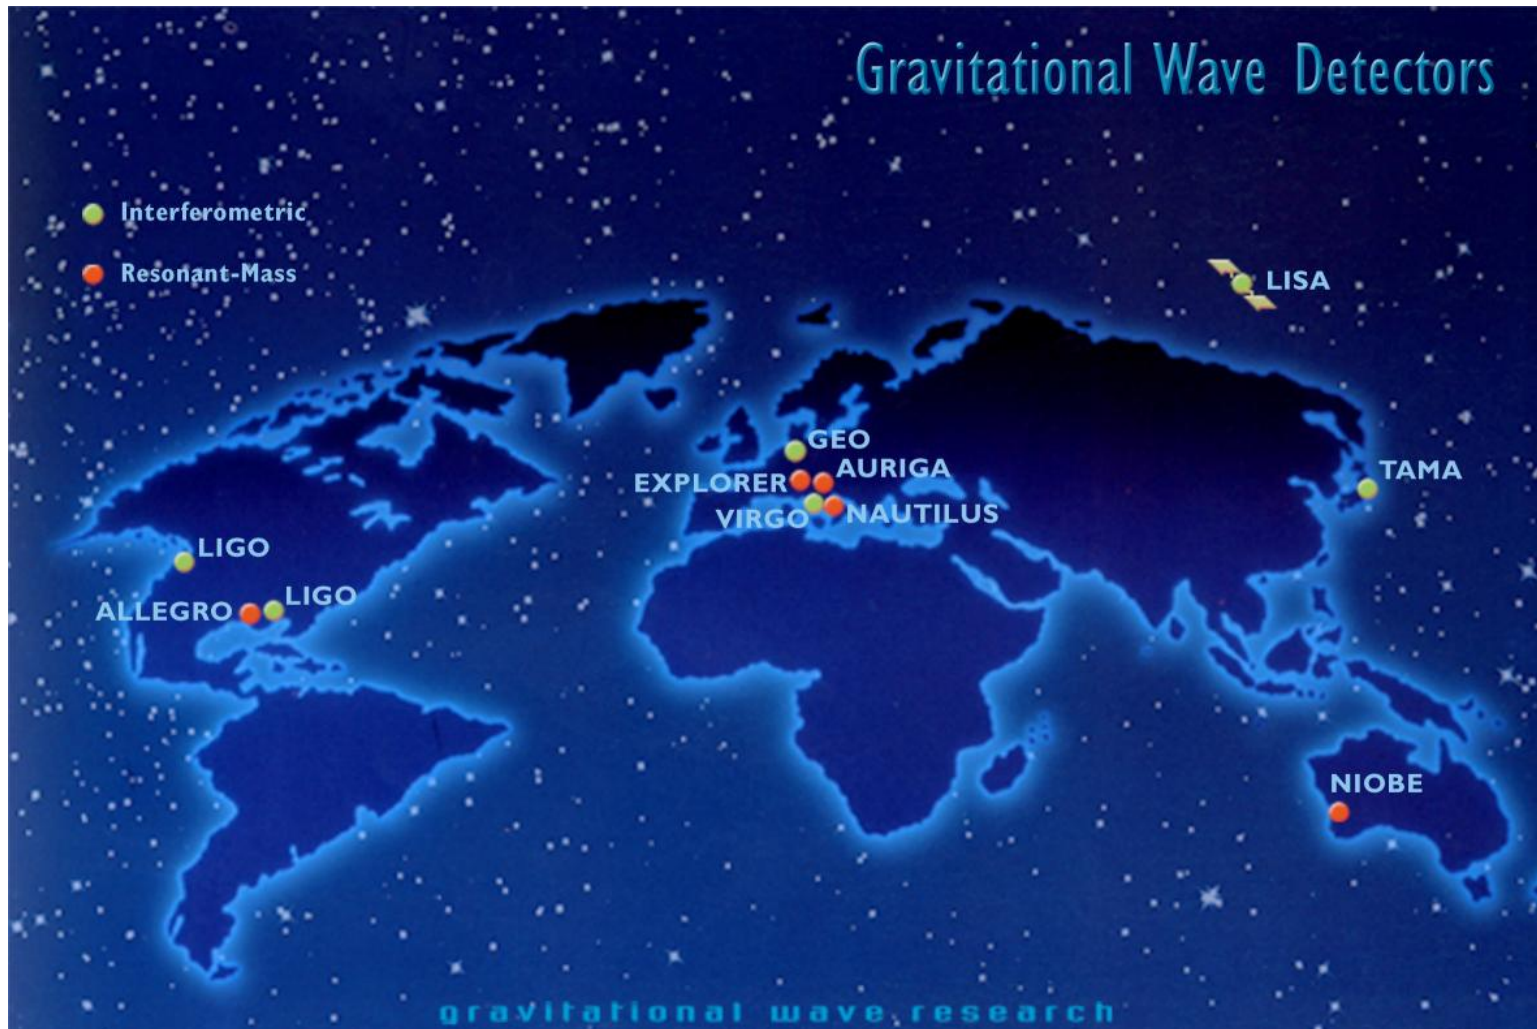 Gravitational Wave Detectors
Interferometric
Resonant-Mass
LISA
GEO
AURIGA
EXPLORER
TAMA
VIRGO
NAUTILUS
LIGO
LIGO
ALLEGRO
NIOBE
gravitational wave research